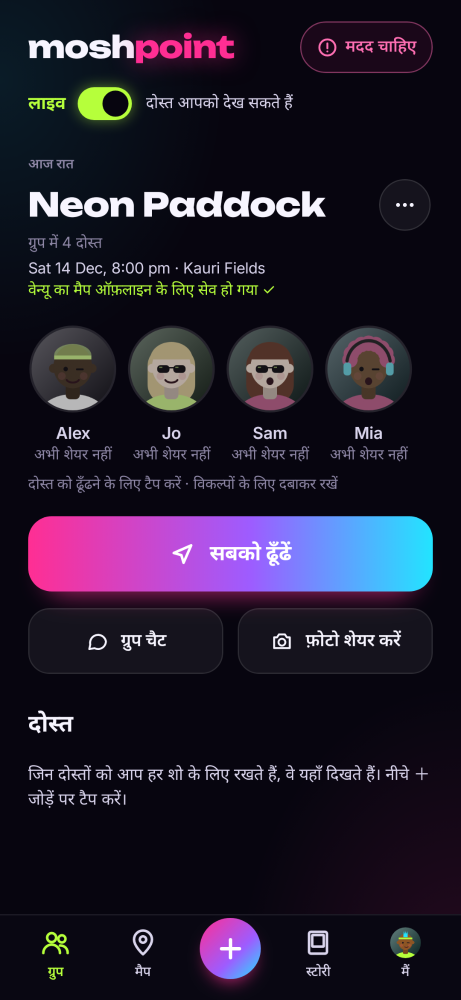 moshpoint
मदद चाहिए
लाइव
दोस्त आपको देख सकते हैं
आज रात
Neon Paddock
ग्रुप में 4 दोस्त
Sat 14 Dec, 8:00 pm · Kauri Fields
वेन्यू का मैप ऑफ़लाइन के लिए सेव हो गया ✓
Alex
Jo
Sam
Mia
अभी शेयर नहीं
अभी शेयर नहीं
अभी शेयर नहीं
अभी शेयर नहीं
दोस्त को ढूँढने के लिए टैप करें · विकल्पों के लिए दबाकर रखें
सबको ढूँढें
ग्रुप चैट
फ़ोटो शेयर करें
दोस्त
जिन दोस्तों को आप हर शो के लिए रखते हैं, वे यहाँ दिखते हैं। नीचे +
जोड़ें पर टैप करें।
ग्रुप
मैप
स्टोरी
मैं